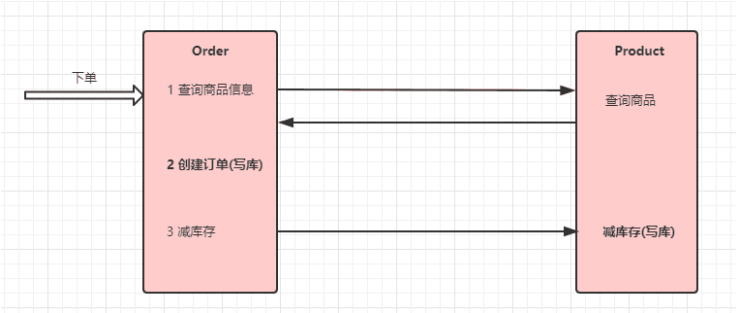 Order
Product
下单
1 查询商品信息
查询商品
2 创建订单(写库)
3 减库存
减库存(写库)